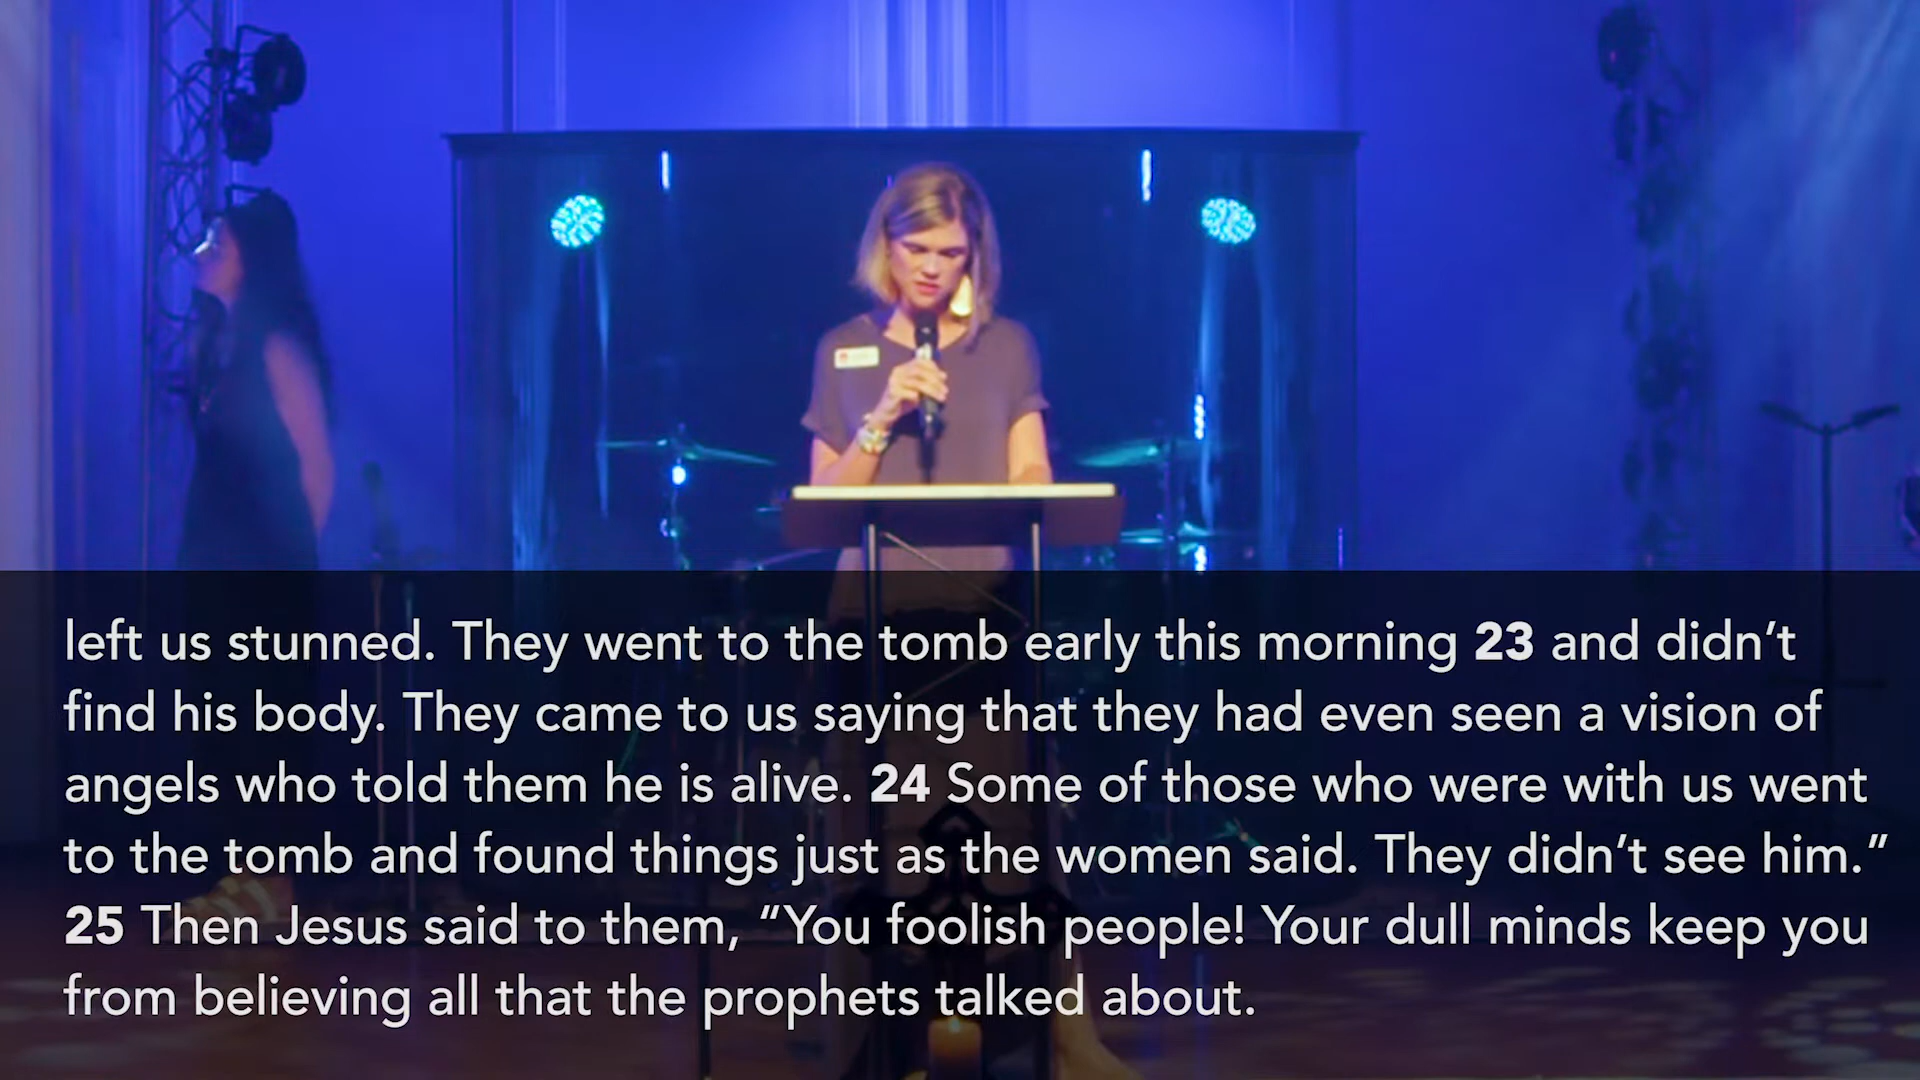 left us stunned. They went to the tomb early this morning 23 and didn’t
find his body. They came to us saying that they had even seen a vision of
angels who told them he is alive. 24 Some of those who were with us went
to the tomb and found things just as the women said. They didn’t see him.”
25 Then Jesus said to them, “You foolish people! Your dull minds keep you
from believing all that the prophets talked about.